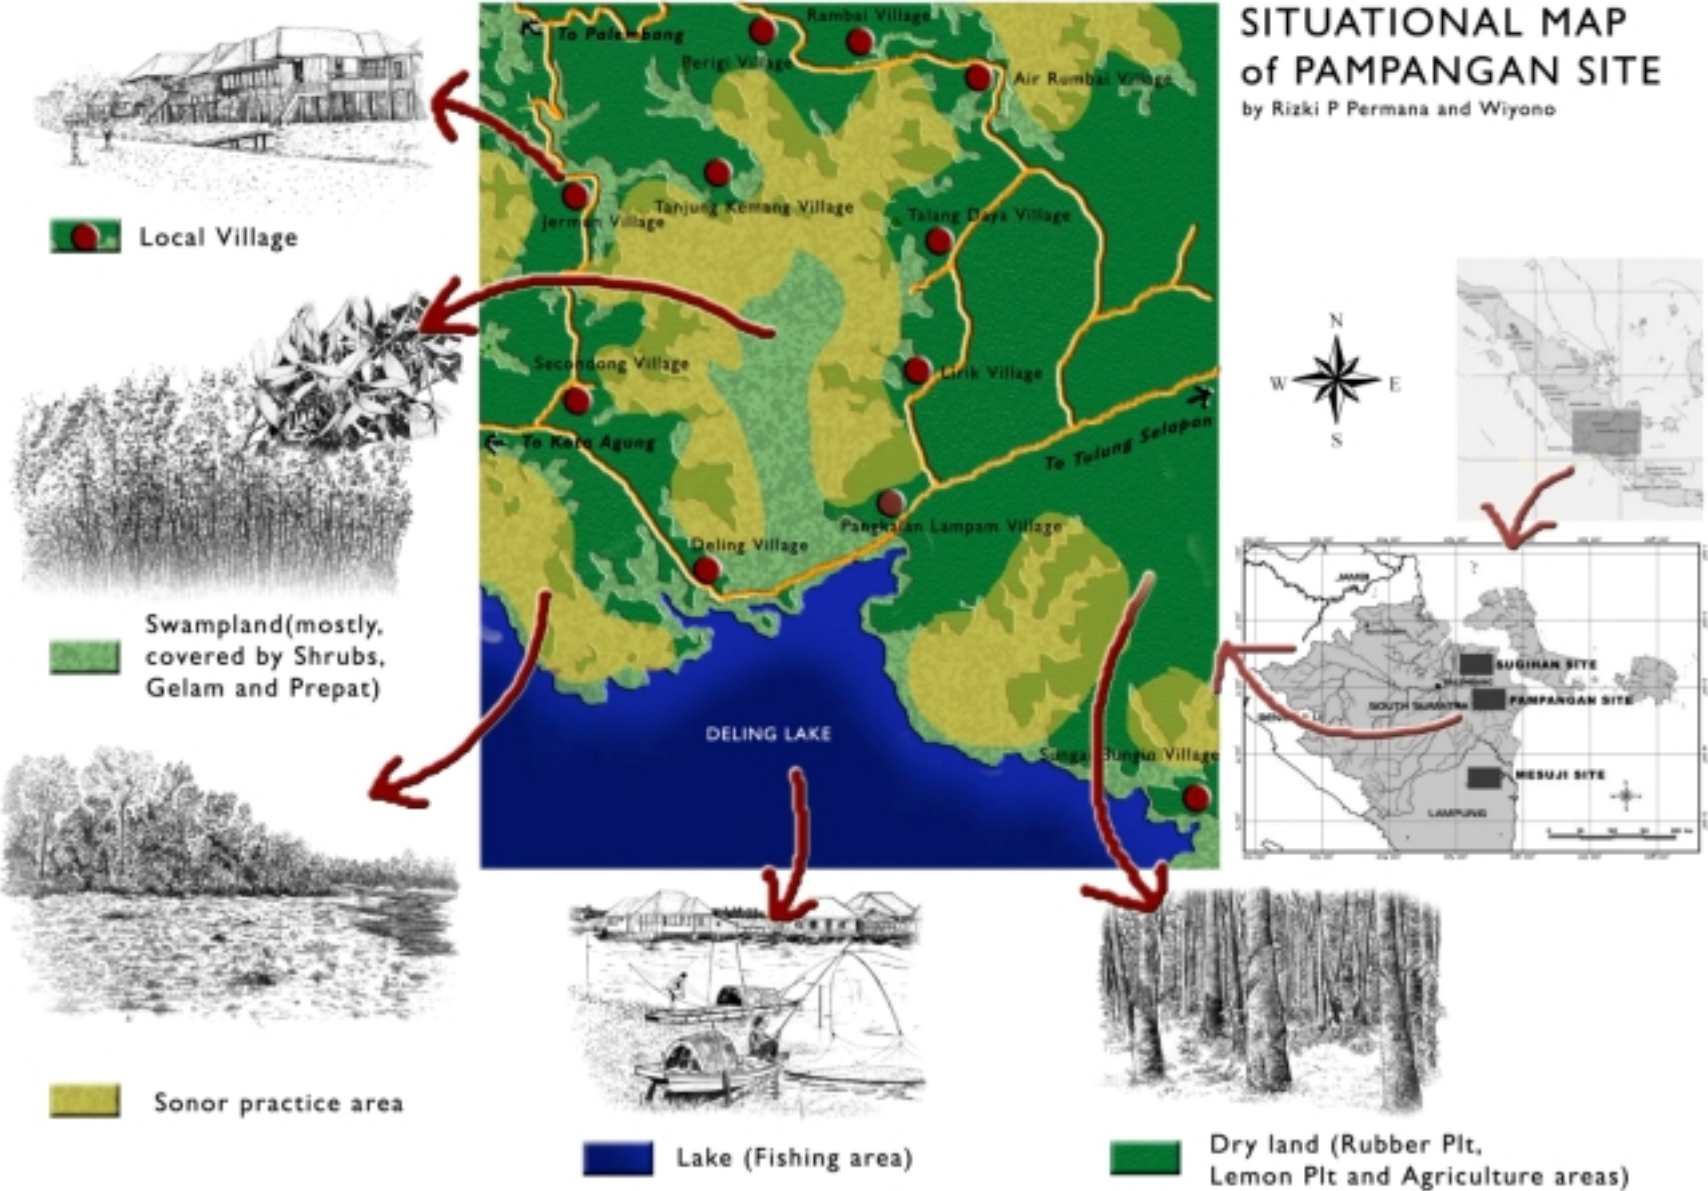 SITUATIONAL MAP
of PAMPANGAN SITE
by Rizki P Permana and Wiyono
To Palembang
Rambai Village
Perigi Village
Air Rumbai Village
Tanjung Kemang Village
Jermun Village
Talang Daya Village
Secondong Village
Lirik Village
To Kota Agung
To Tulung Selapan
Pangkalan Lampam Village
Deling Village
DELING LAKE
Sungai Bungin Village
Local Village
Swampland(mostly,
covered by Shrubs,
Gelam and Prepat)
Sonor practice area
Lake (Fishing area)
Dry land (Rubber Plt,
Lemon Plt and Agriculture areas)
N
W
E
S
JAMBI
SUGIHAN SITE
SOUTH SUMATRA
PAMPANGAN SITE
MESUJI SITE
LAMPUNG